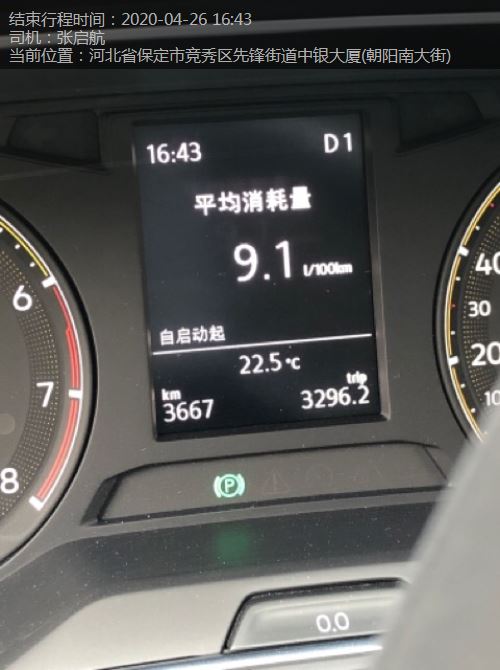 结束行程时间：2020-04-26 16:43
司机：张启航
当前位置：河北省保定市竞秀区先锋街道中银大厦(朝阳南大街)
16:43 D1
平均消耗量
9.1 l/100km
自启动起
22.5 °C
km trip
3667 3296.2
6
7
8
40
30
20
10
P
0.0